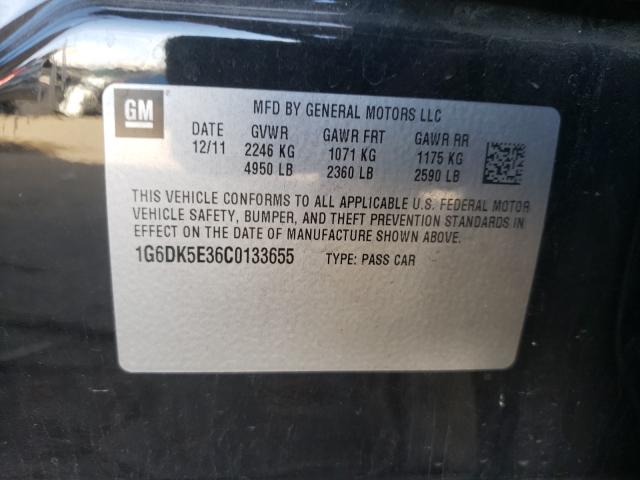 GM
MFD BY GENERAL MOTORS LLC
DATE GVWR GAWR FRT GAWR RR
12/11 2246 KG 1071 KG 1175 KG
4950 LB 2360 LB 2590 LB
THIS VEHICLE CONFORMS TO ALL APPLICABLE U.S. FEDERAL MOTOR
VEHICLE SAFETY, BUMPER, AND THEFT PREVENTION STANDARDS IN
EFFECT ON THE DATE OF MANUFACTURE SHOWN ABOVE.
1G6DK5E36C0133655 TYPE: PASS CAR